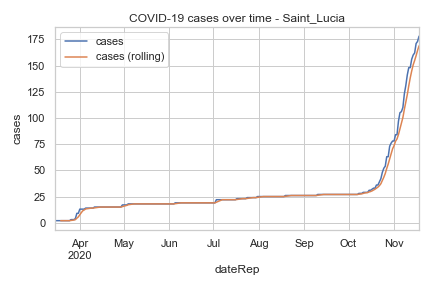 COVID-19 cases over time - Saint_Lucia
cases
cases (rolling)
175
150
125
100
75
50
25
0
cases
Apr May Jun Jul Aug Sep Oct Nov
2020
dateRep